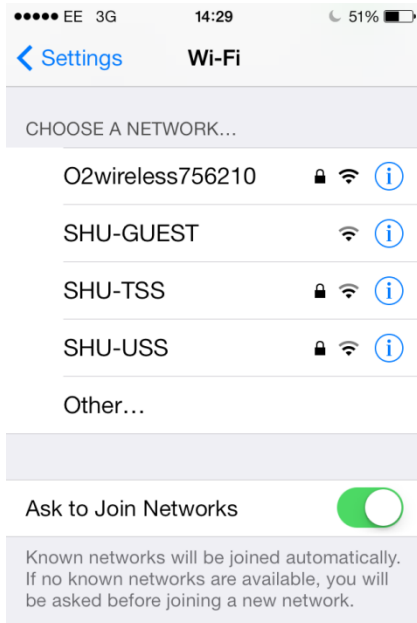 EE 3G 14:29 51%
Settings Wi-Fi
CHOOSE A NETWORK...
O2wireless756210
SHU-GUEST
SHU-TSS
SHU-USS
Other...
Ask to Join Networks
Known networks will be joined automatically.
If no known networks are available, you will
be asked before joining a new network.